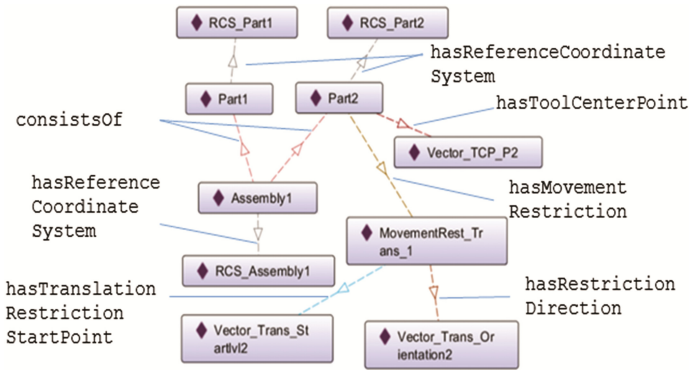 RCS_Part1
RCS_Part2
hasReferenceCoordinate
System
Part1
Part2
hasToolCenterPoint
consistsOf
Vector_TCP_P2
hasReference
Coordinate
System
Assembly1
hasMovement
Restriction
MovementRest_Tr
ans_1
RCS_Assembly1
hasTranslation
Restriction
StartPoint
hasRestriction
Direction
Vector_Trans_St
artlvl2
Vector_Trans_Or
ientation2